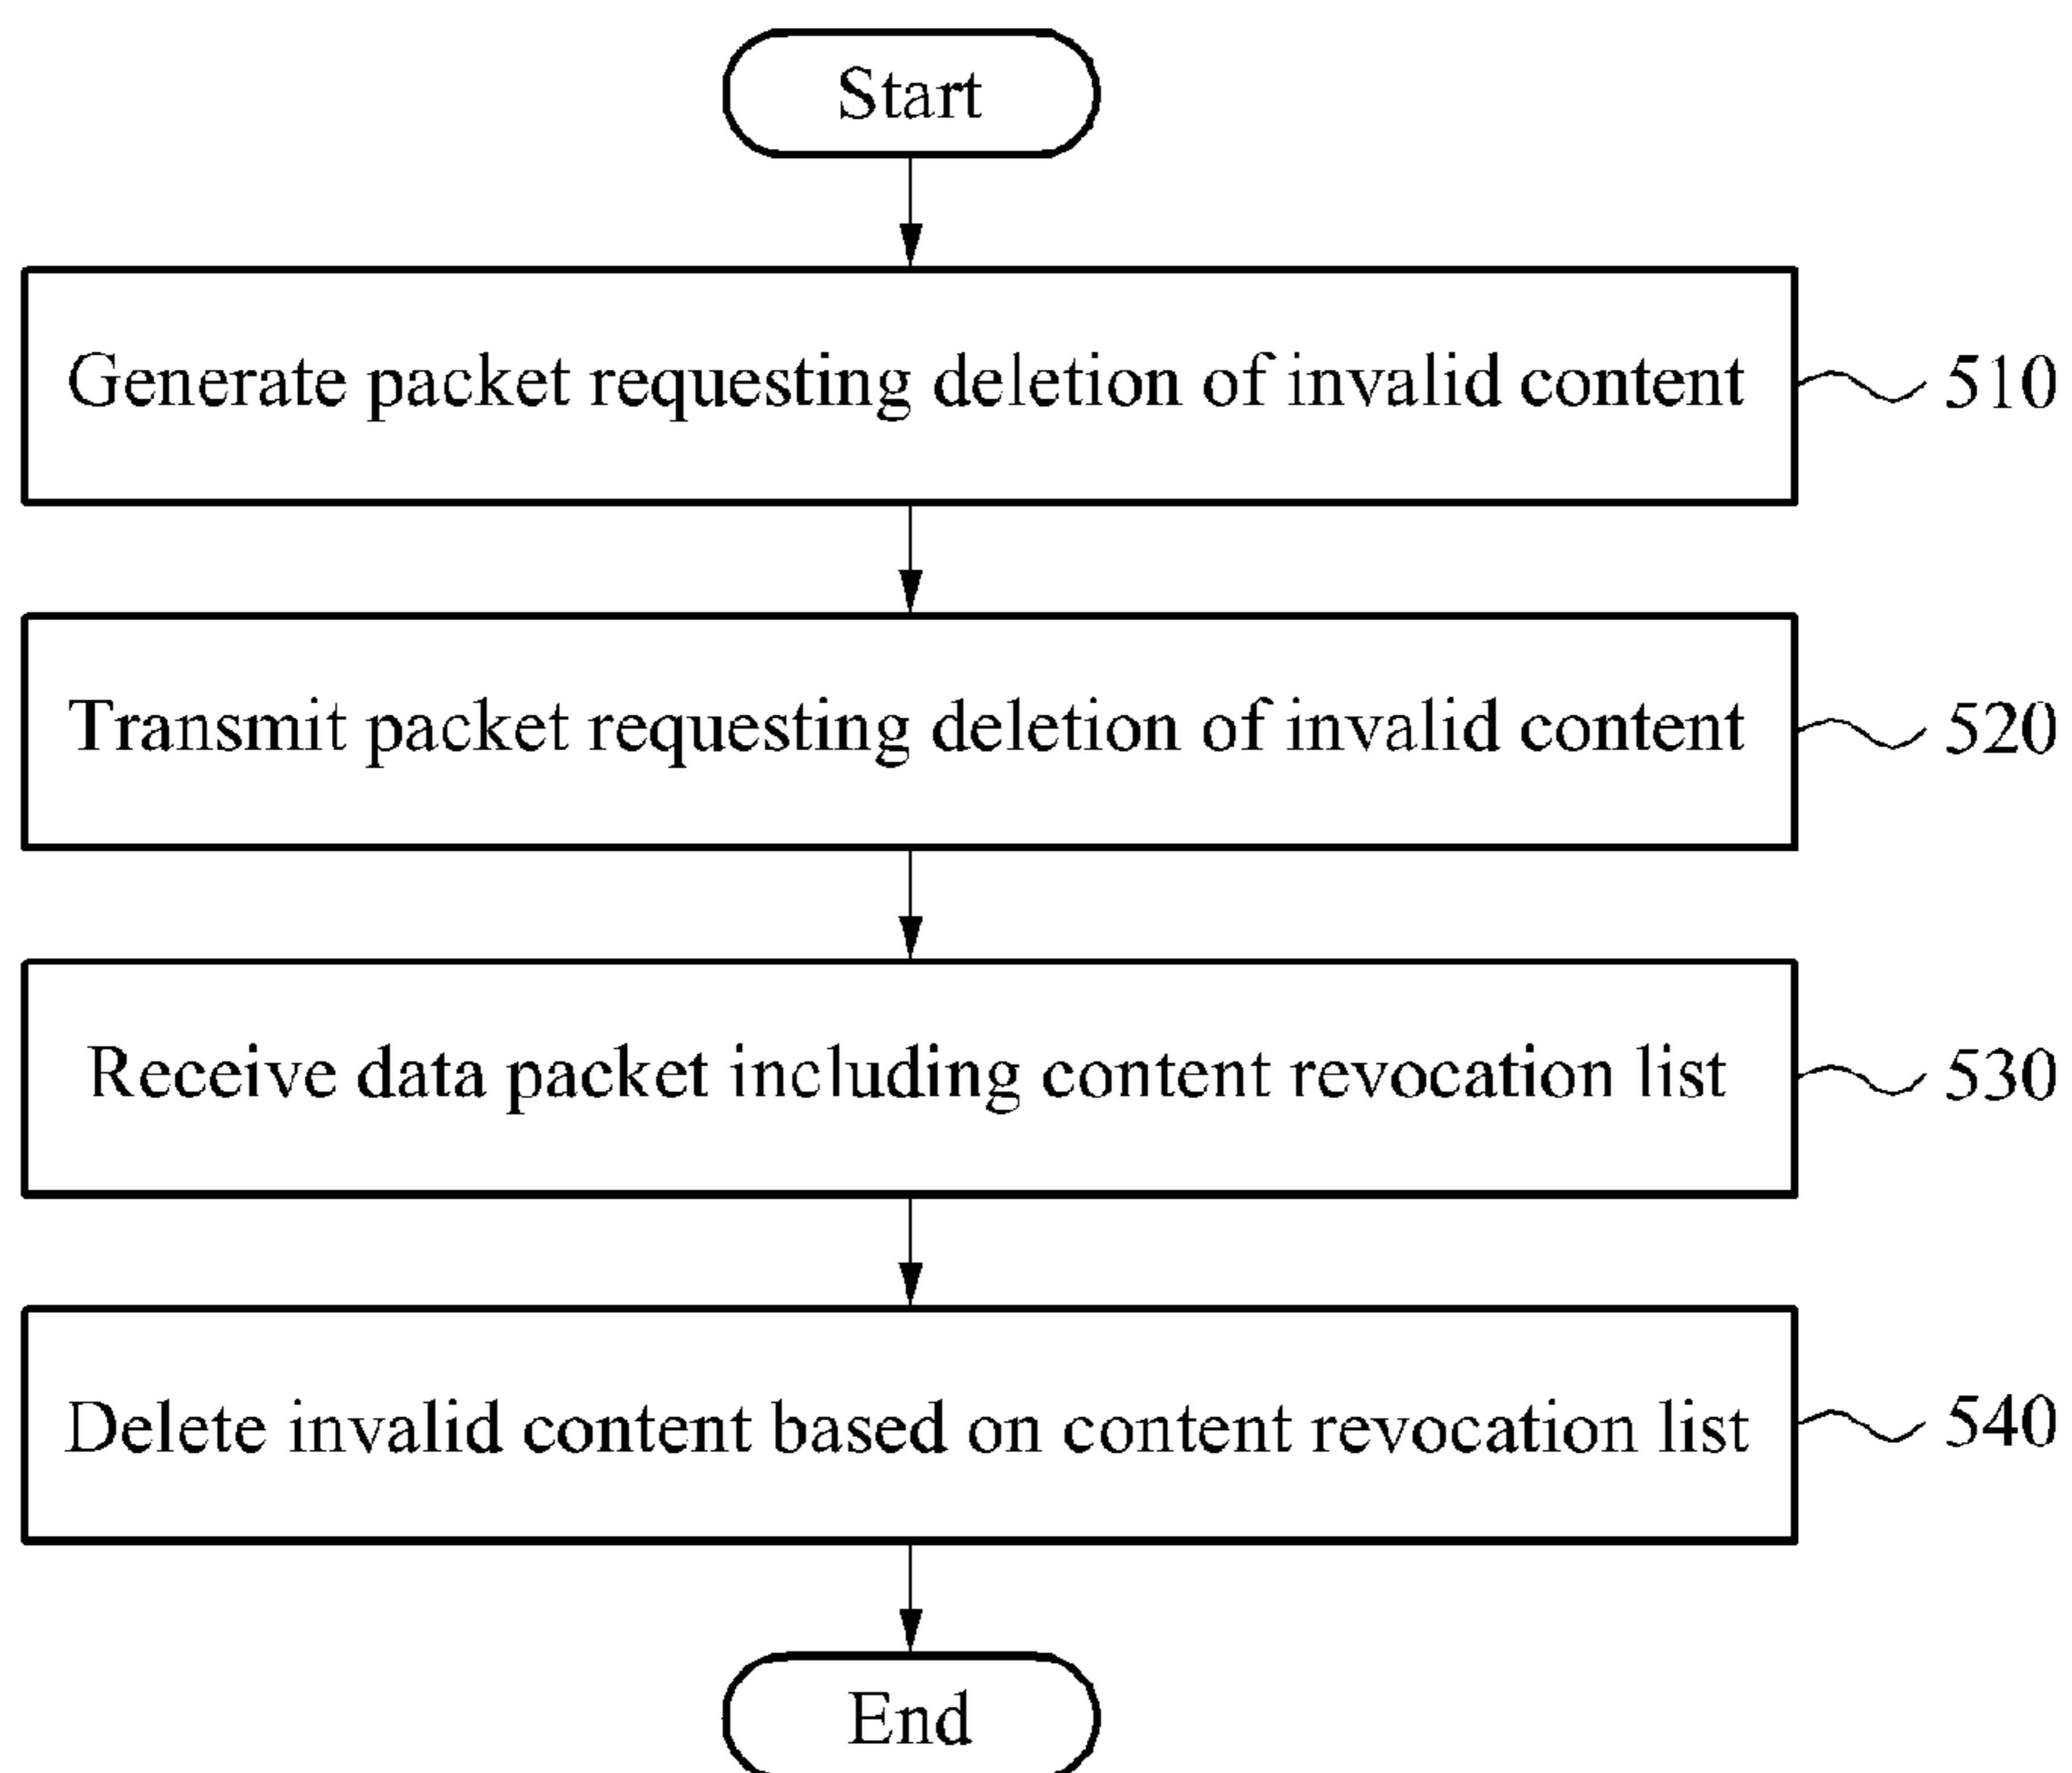 Start
Generate packet requesting deletion of invalid content
510
Transmit packet requesting deletion of invalid content
520
Receive data packet including content revocation list
530
Delete invalid content based on content revocation list
540
End